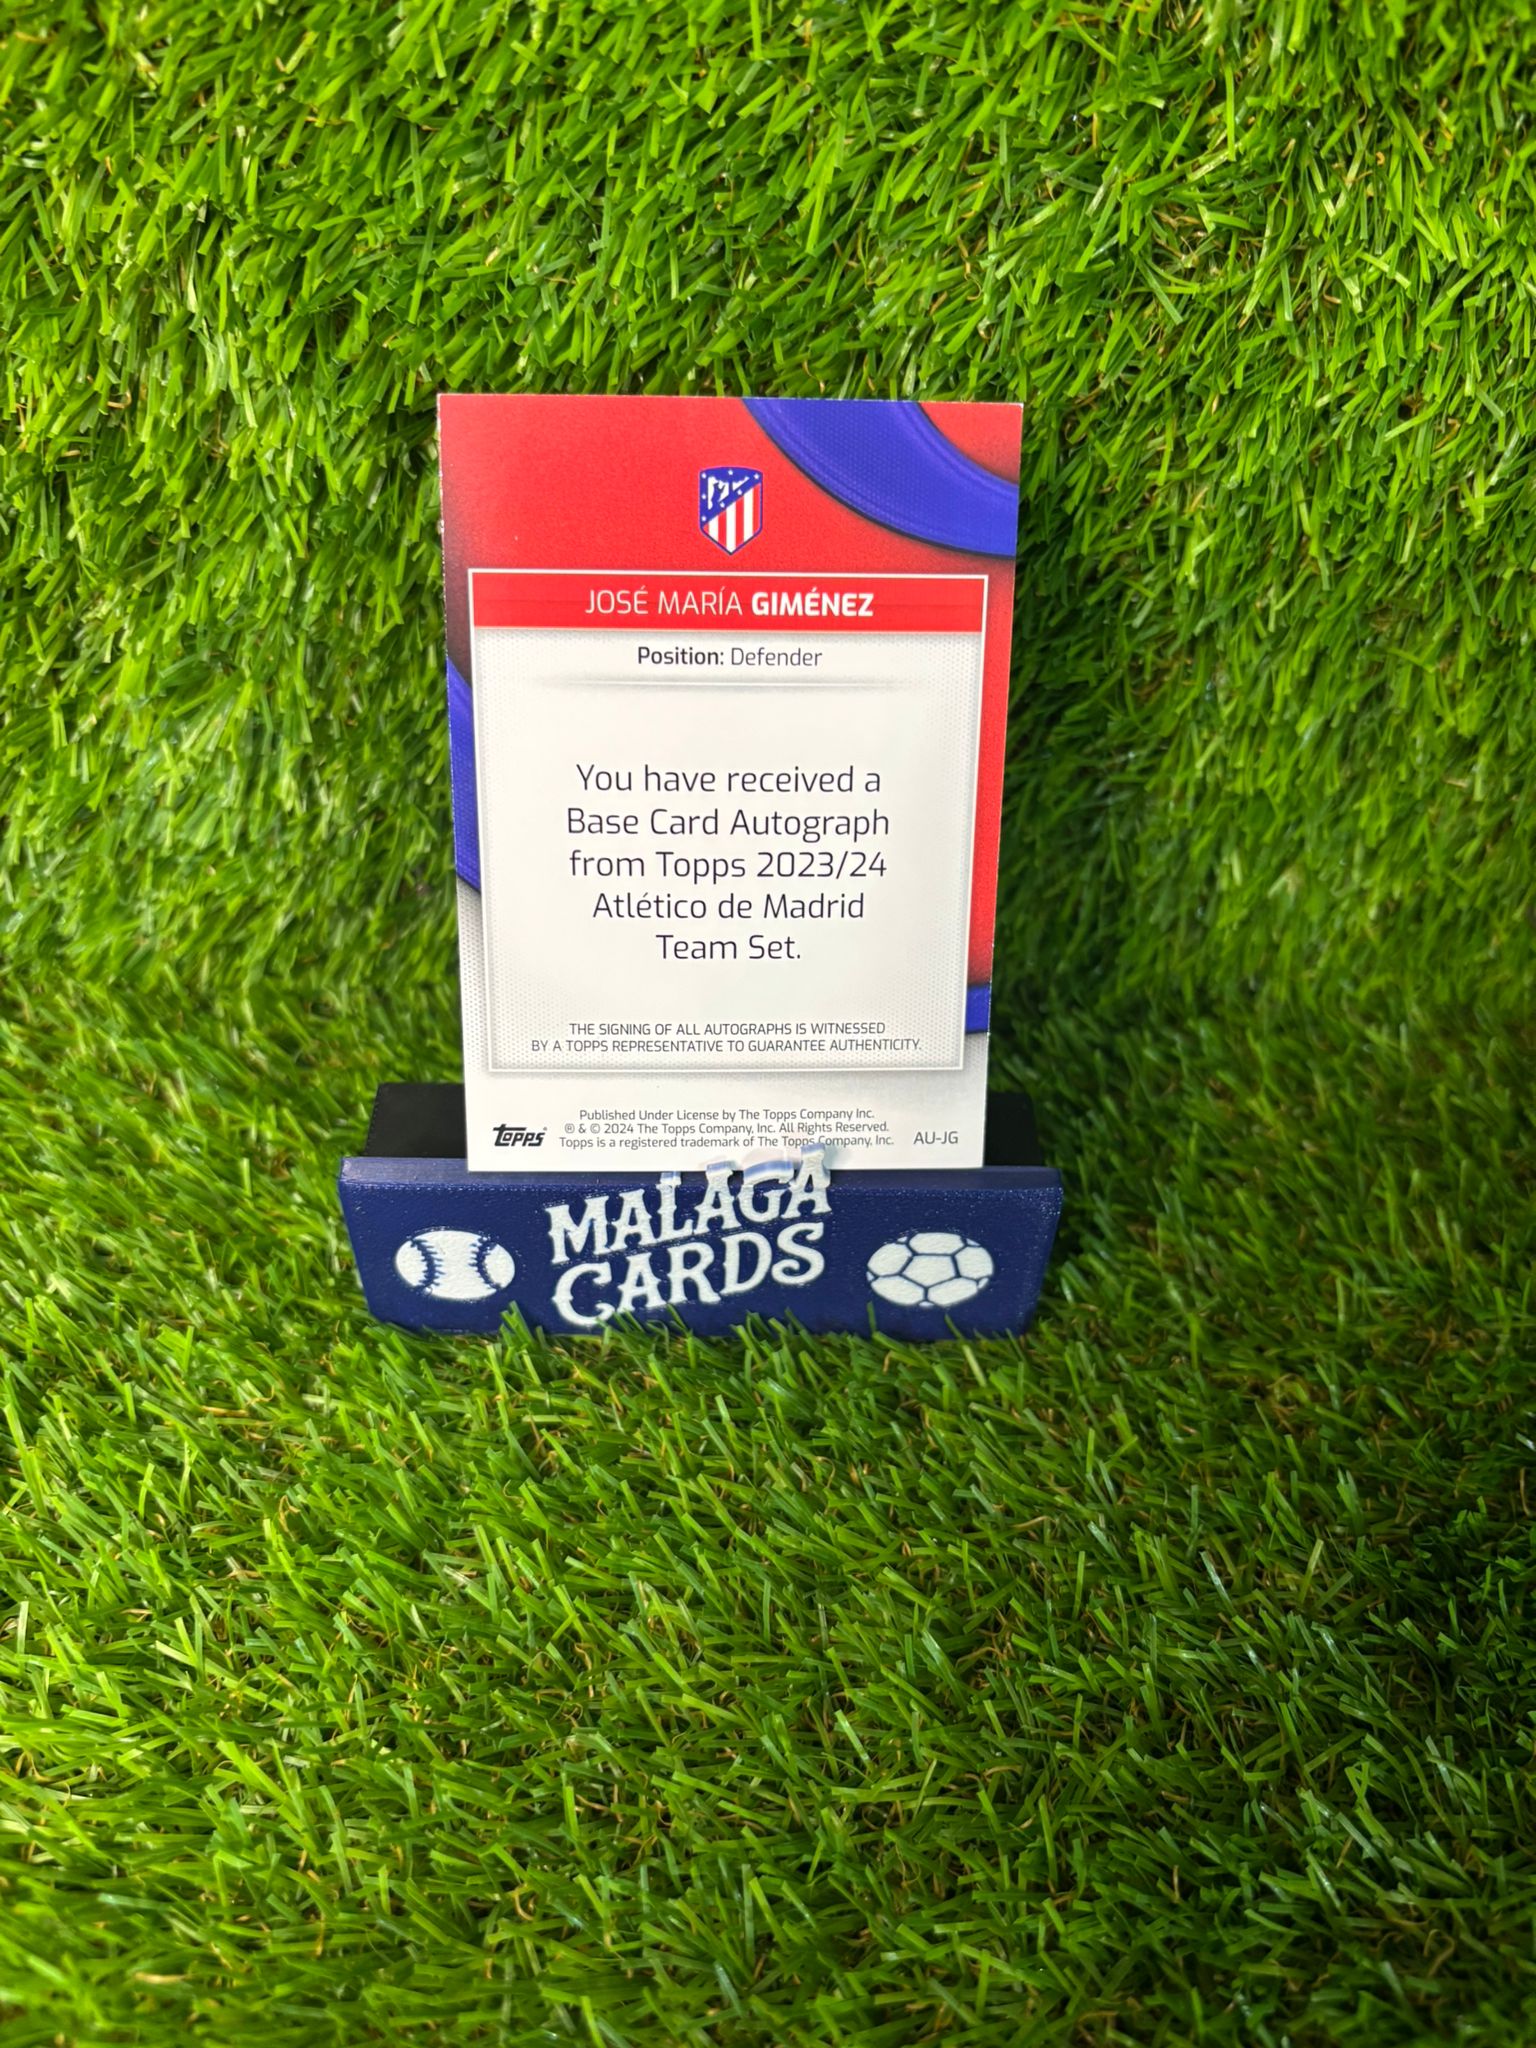 JOSÉ MARÍA GIMÉNEZ
Position: Defender
You have received a
Base Card Autograph
from Topps 2023/24
Atlético de Madrid
Team Set.
THE SIGNING OF ALL AUTOGRAPHS IS WITNESSED
BY A TOPPS REPRESENTATIVE TO GUARANTEE AUTHENTICITY.
Published Under License by The Topps Company Inc.
® & © 2024 The Topps Company, Inc. All Rights Reserved.
Topps is a registered trademark of The Topps Company, Inc.
TOPPS
AU-JG
MALAGA
CARDS